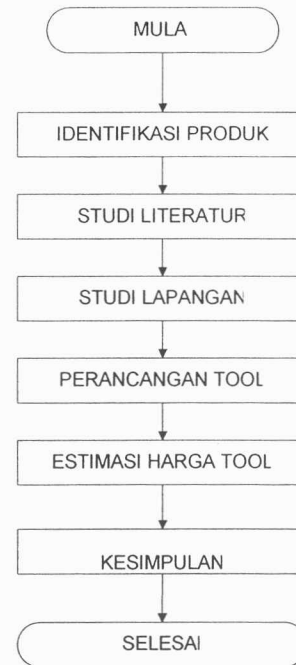 MULA
IDENTIFIKASI PRODUK
STUDI LITERATUR
STUDI LAPANGAN
PERANCANGAN TOOL
ESTIMASI HARGA TOOL
KESIMPULAN
SELESAI